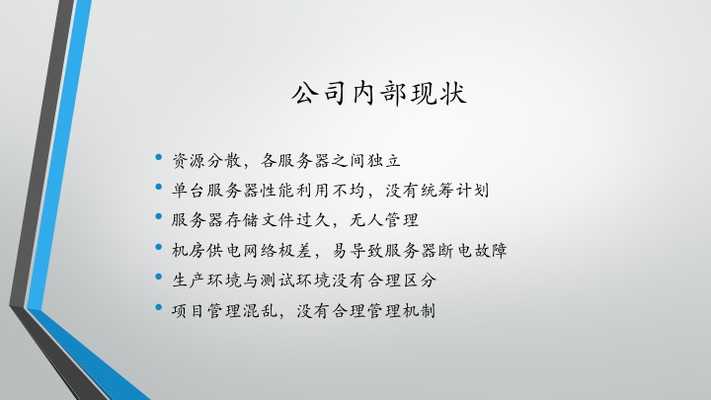 公司内部现状
• 资源分散，各服务器之间独立
• 单台服务器性能利用不均，没有统筹计划
• 服务器存储文件过久，无人管理
• 机房供电网络极差，易导致服务器断电故障
• 生产环境与测试环境没有合理区分
• 项目管理混乱，没有合理管理机制